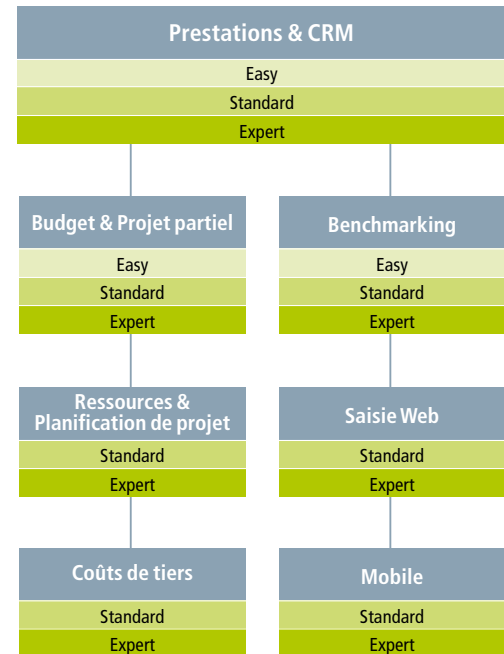 Prestations & CRM
Easy
Standard
Expert
Budget & Projet partiel
Easy
Standard
Expert
Benchmarking
Easy
Standard
Expert
Ressources &
Planification de projet
Standard
Expert
Saisie Web
Standard
Expert
Coûts de tiers
Standard
Expert
Mobile
Standard
Expert